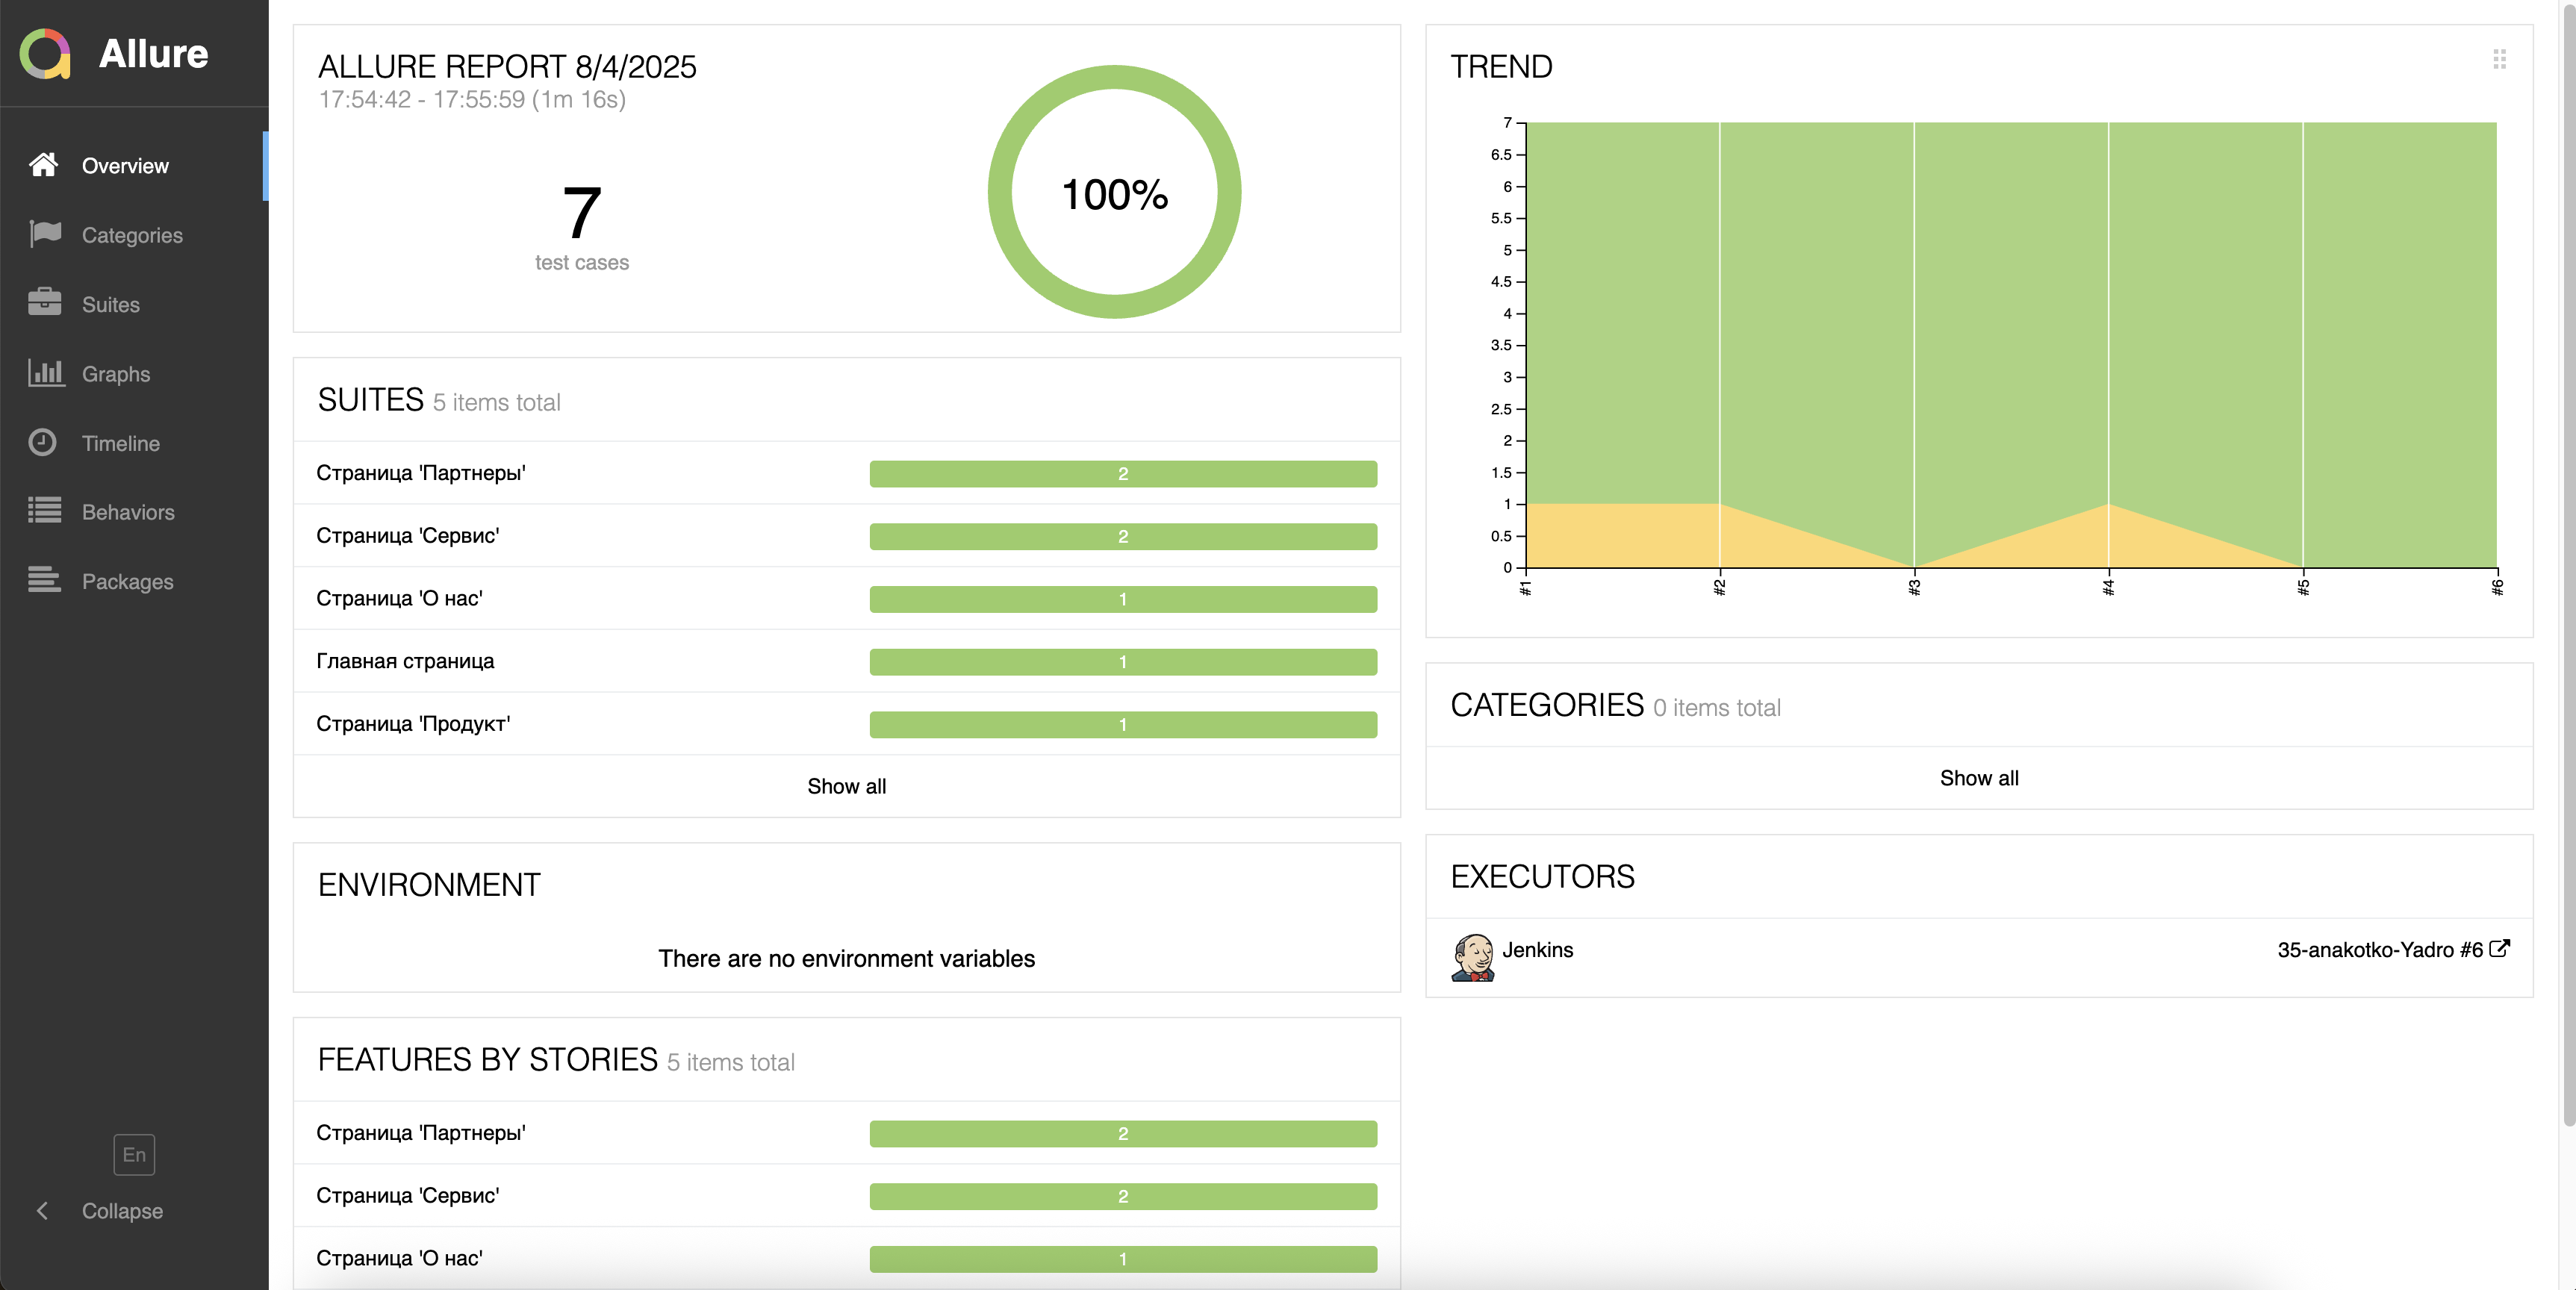 Allure
Overview
Categories
Suites
Graphs
Timeline
Behaviors
Packages
En
Collapse
ALLURE REPORT 8/4/2025
17:54:42 - 17:55:59 (1m 16s)
7
test cases
100%
SUITES 5 items total
Страница 'Партнеры' 2
Страница 'Сервис' 2
Страница 'О нас' 1
Главная страница 1
Страница 'Продукт' 1
Show all
ENVIRONMENT
There are no environment variables
FEATURES BY STORIES 5 items total
Страница 'Партнеры' 2
Страница 'Сервис' 2
Страница 'О нас' 1
TREND
7
6.5
6
5.5
5
4.5
4
3.5
3
2.5
2
1.5
1
0.5
0
#1 #2 #3 #4 #5 #6
CATEGORIES 0 items total
Show all
EXECUTORS
Jenkins 35-anakotko-Yadro #6